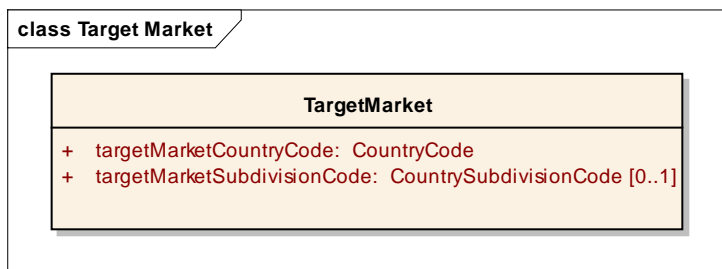 class Target Market
TargetMarket
+ targetMarketCountryCode: CountryCode
+ targetMarketSubdivisionCode: CountrySubdivisionCode [0..1]